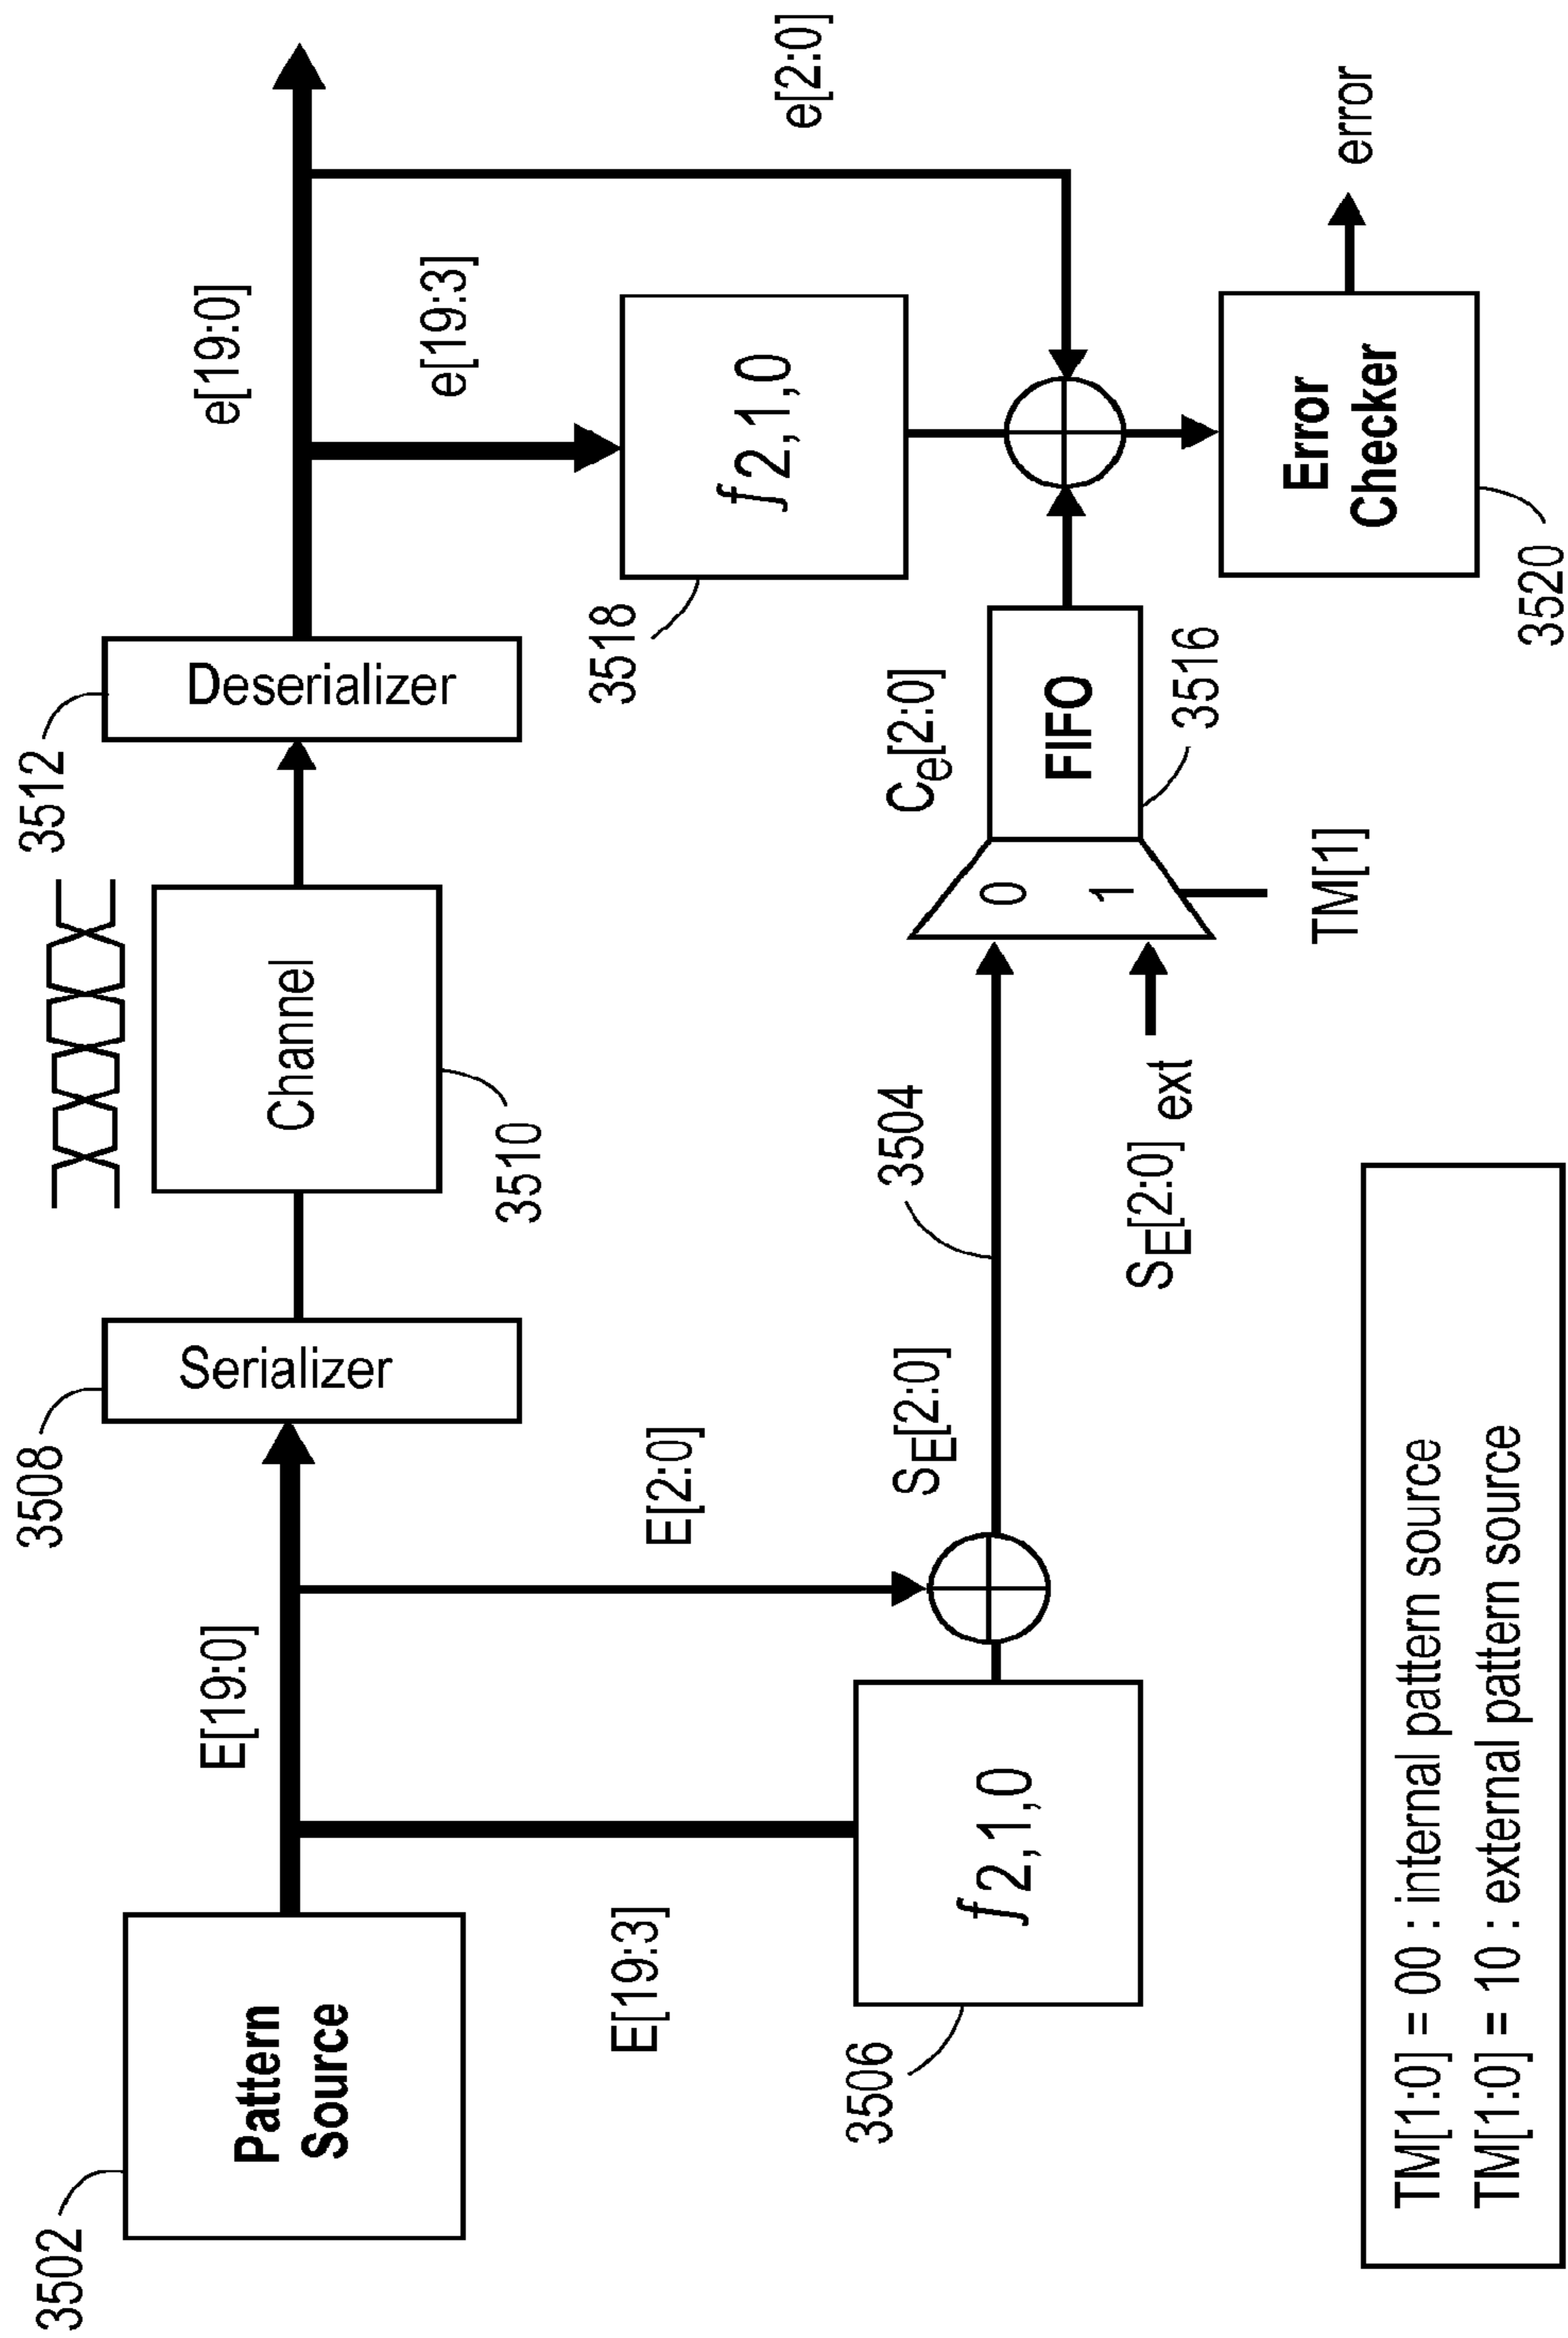 3502
Pattern
Source
E[19:0]
3508
Serializer
Channel
3510
3512
Deserializer
e[19:0]
E[19:3]
E[2:0]
e[19:3]
e[2:0]
3506
f2,1,0
SE[2:0]
3504
SE[2:0] ext
0
1
TM[1]
Ce[2:0]
FIFO
3516
3518
f2,1,0
Error
Checker
3520
error
TM[1:0] = 00 : internal pattern source
TM[1:0] = 10 : external pattern source